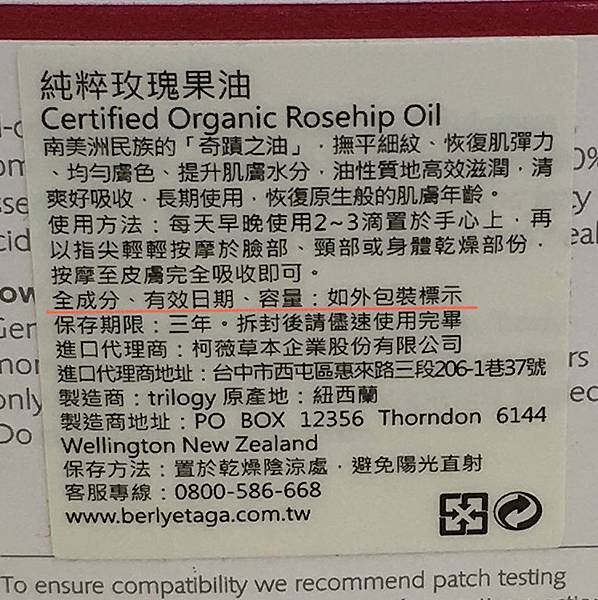 純粹玫瑰果油
Certified Organic Rosehip Oil
南美洲民族的「奇蹟之油」，撫平細紋、恢復肌彈力
、均勻膚色、提升肌膚水分，油性質地高效滋潤，清
爽好吸收，長期使用，恢復原生般的肌膚年齡。
使用方法：每天早晚使用2~3滴置於手心上，再
以指尖輕輕按摩於臉部、頸部或身體乾燥部份，
按摩至皮膚完全吸收即可。
全成分、有效日期、容量：如外包裝標示
保存期限：三年。拆封後請儘速使用完畢
進口代理商：柯薇草本企業股份有限公司
進口代理商地址：台中市西屯區惠來路三段206-1巷37號
製造商：trilogy 原產地：紐西蘭
製造商地址：PO BOX 12356 Thorndon 6144
Wellington New Zealand
保存方法：置於乾燥陰涼處，避免陽光直射
客服專線：0800-586-668
www.berlyetaga.com.tw
To ensure compatibility we recommend patch testing